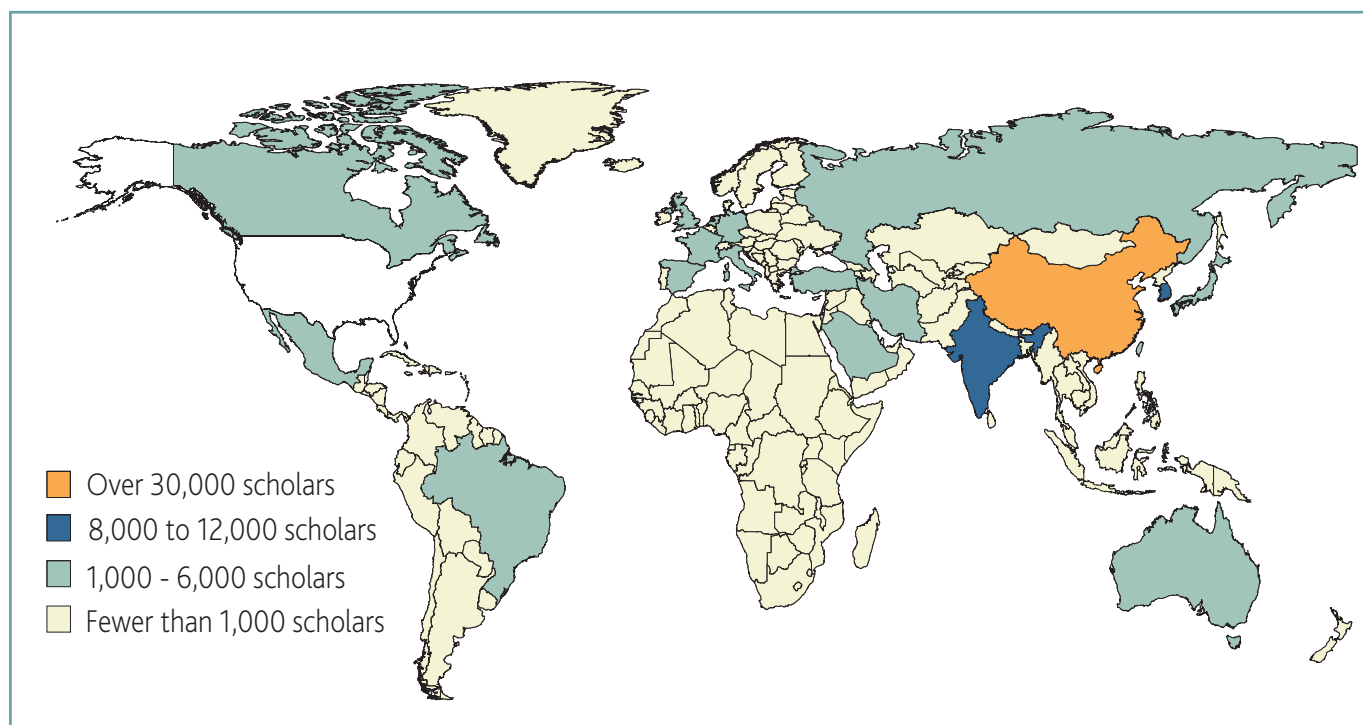 Over 30,000 scholars
8,000 to 12,000 scholars
1,000 - 6,000 scholars
Fewer than 1,000 scholars